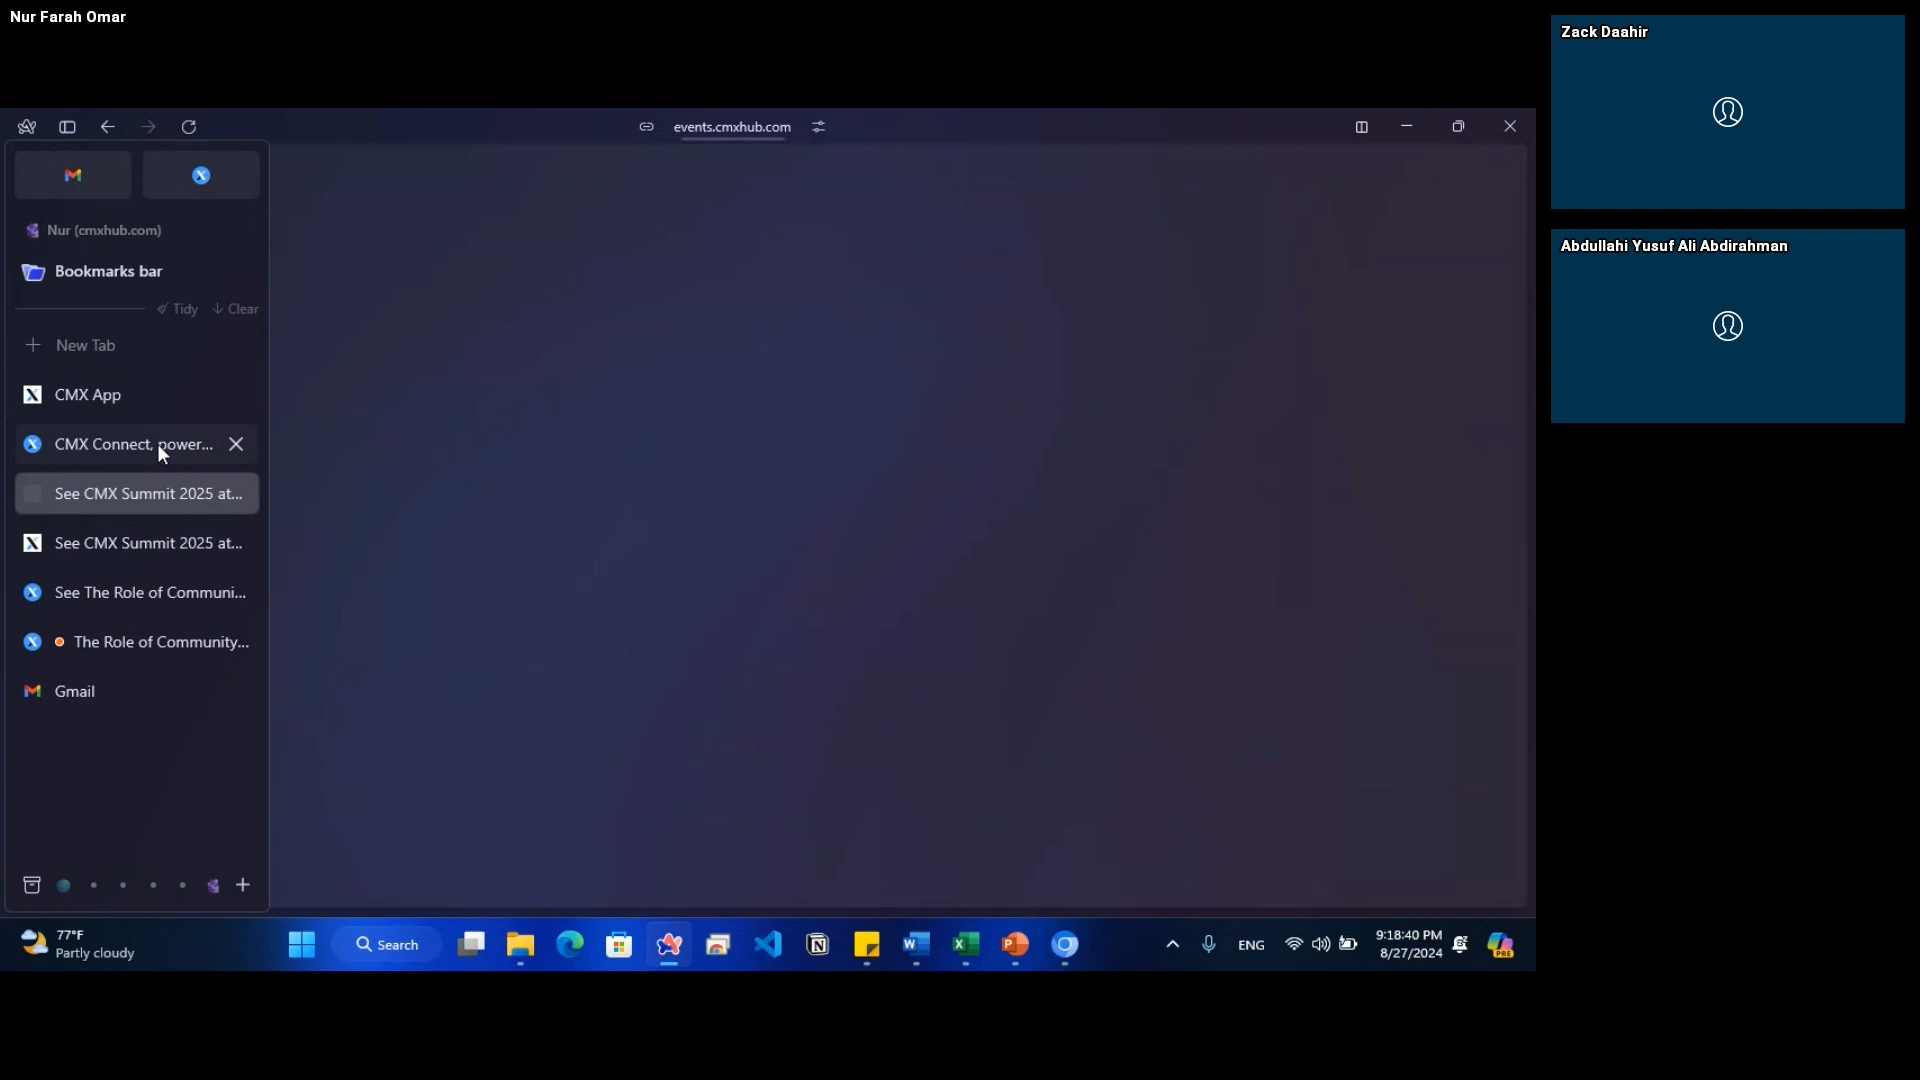 Nur Farah Omar
Zack Daahir
Abdullahi Yusuf Ali Abdirahman
events.cmxhub.com
Nur (cmxhub.com)
Bookmarks bar
Tidy Clear
New Tab
CMX App
CMX Connect, power...
See CMX Summit 2025 at...
See CMX Summit 2025 at...
See The Role of Communi...
The Role of Community...
Gmail
77°F
Partly cloudy
Search
ENG
9:18:40 PM
8/27/2024
PRE